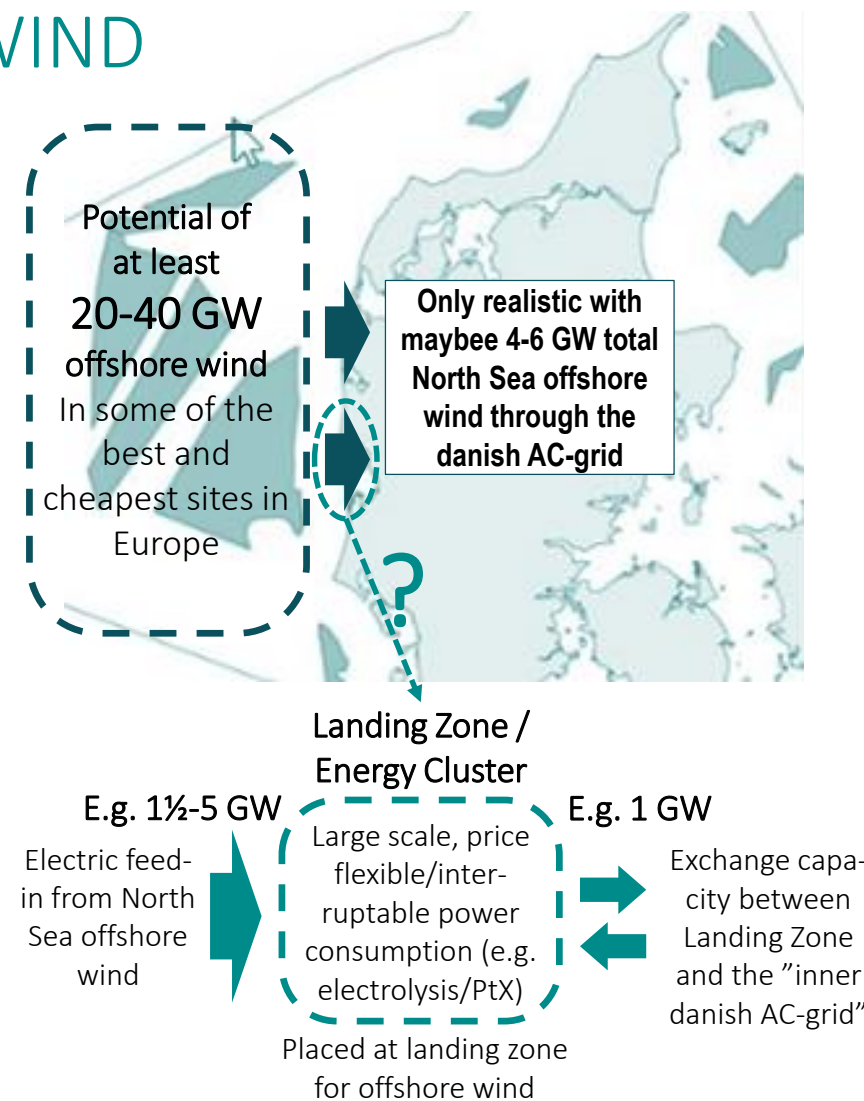 WIND
Potential of
at least
20-40 GW
offshore wind
In some of the
best and
cheapest sites in
Europe
Only realistic with
maybee 4-6 GW total
North Sea offshore
wind through the
danish AC-grid
?
Landing Zone /
Energy Cluster
E.g. 1½-5 GW
Electric feed-
in from North
Sea offshore
wind
Large scale, price
flexible/inter-
ruptable power
consumption (e.g.
electrolysis/PtX)
Placed at landing zone
for offshore wind
E.g. 1 GW
Exchange capa-
city between
Landing Zone
and the ”inner
danish AC-grid”